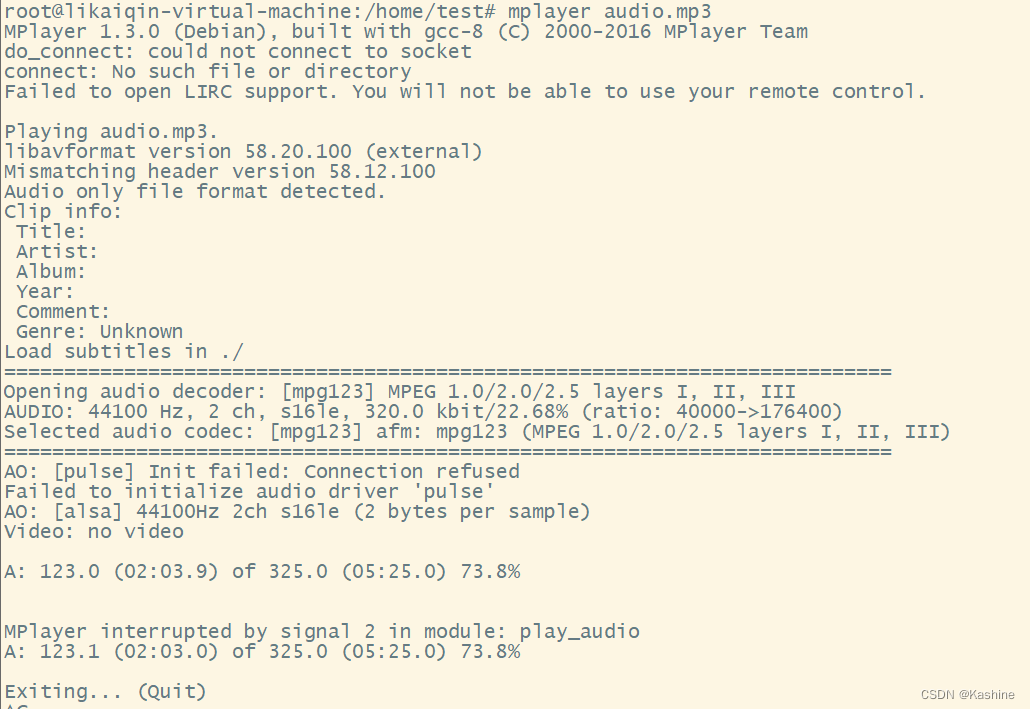 root@likaiqin-virtual-machine:/home/test# mplayer audio.mp3
MPlayer 1.3.0 (Debian), built with gcc-8 (C) 2000-2016 MPlayer Team
do_connect: could not connect to socket
connect: No such file or directory
Failed to open LIRC support. You will not be able to use your remote control.
Playing audio.mp3.
libavformat version 58.20.100 (external)
Mismatching header version 58.12.100
Audio only file format detected.
Clip info:
Title:
Artist:
Album:
Year:
Comment:
Genre: Unknown
Load subtitles in ./
==========================================================================
Opening audio decoder: [mpg123] MPEG 1.0/2.0/2.5 layers I, II, III
AUDIO: 44100 Hz, 2 ch, s16le, 320.0 kbit/22.68% (ratio: 40000->176400)
Selected audio codec: [mpg123] afm: mpg123 (MPEG 1.0/2.0/2.5 layers I, II, III)
==========================================================================
AO: [pulse] Init failed: Connection refused
Failed to initialize audio driver 'pulse'
AO: [alsa] 44100Hz 2ch s16le (2 bytes per sample)
Video: no video
A: 123.0 (02:03.9) of 325.0 (05:25.0) 73.8%
MPlayer interrupted by signal 2 in module: play_audio
A: 123.1 (02:03.0) of 325.0 (05:25.0) 73.8%
Exiting... (Quit)
CSDN @Kashine